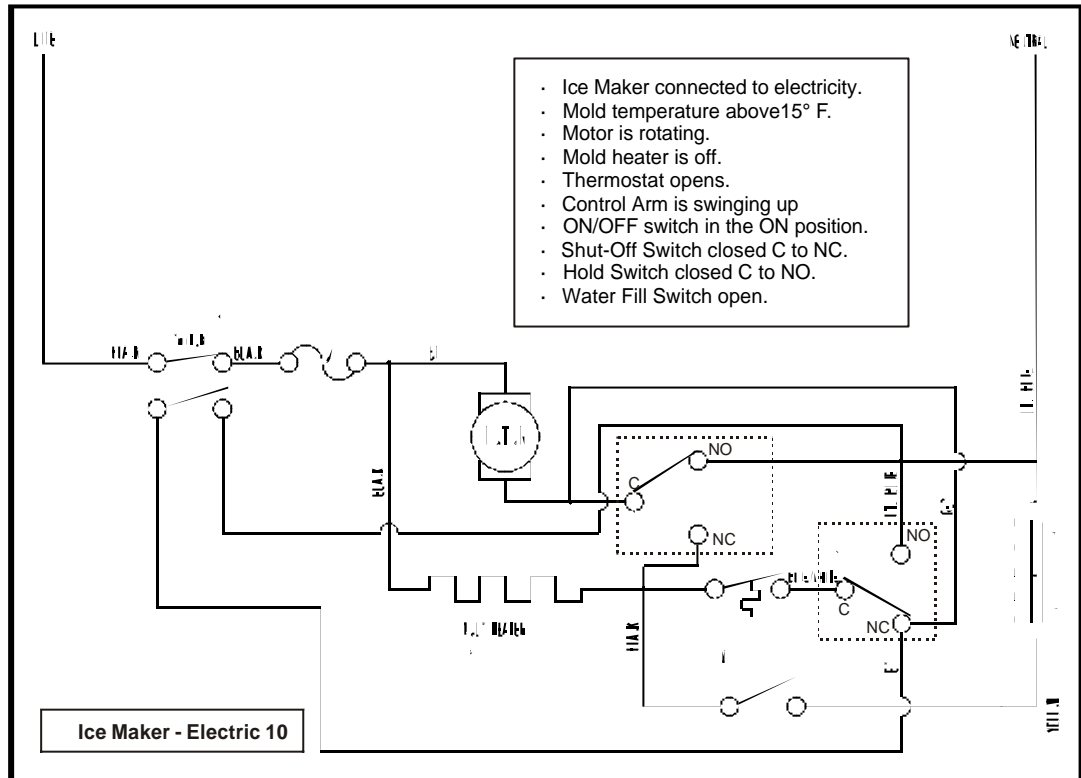 · Ice Maker connected to electricity.
· Mold temperature above15° F.
· Motor is rotating.
· Mold heater is off.
· Thermostat opens.
· Control Arm is swinging up
· ON/OFF switch in the ON position.
· Shut-Off Switch closed C to NC.
· Hold Switch closed C to NO.
· Water Fill Switch open.
NO
C
NC
NO
C
NC
Ice Maker - Electric 10